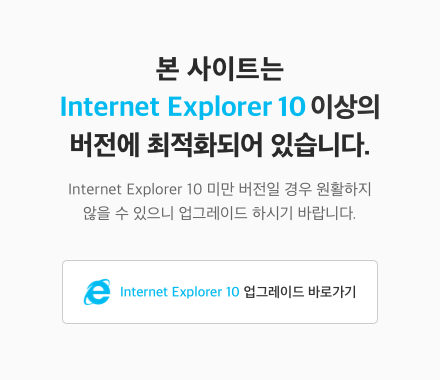 본 사이트는
Internet Explorer 10 이상의
버전에 최적화되어 있습니다.
Internet Explorer 10 미만 버전일 경우 원활하지
않을 수 있으니 업그레이드 하시기 바랍니다.
Internet Explorer 10 업그레이드 바로가기